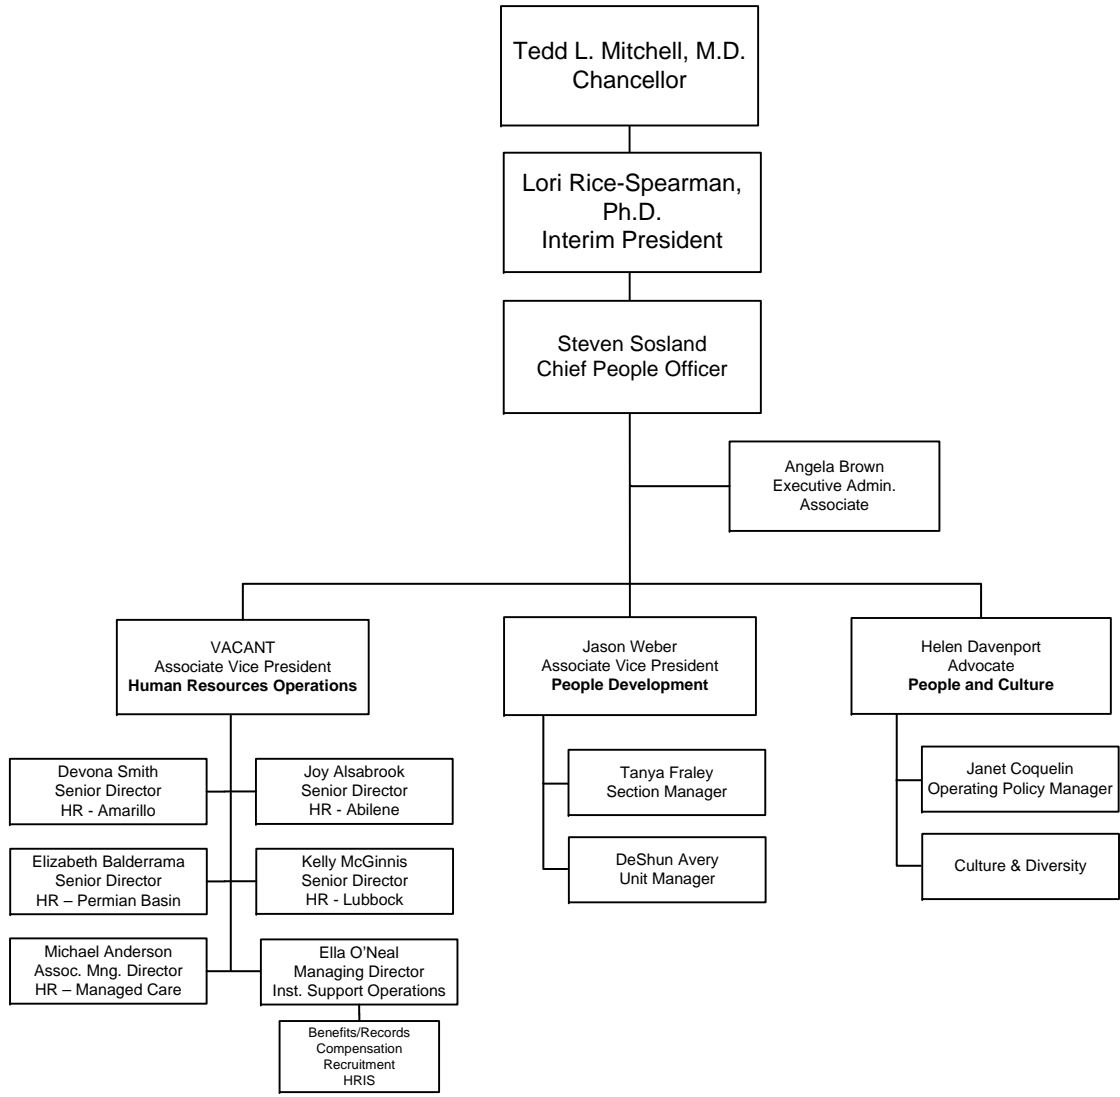 Tedd L. Mitchell, M.D.
Chancellor
Lori Rice-Spearman,
Ph.D.
Interim President
Steven Sosland
Chief People Officer
Angela Brown
Executive Admin.
Associate
VACANT
Associate Vice President
Human Resources Operations
Jason Weber
Associate Vice President
People Development
Helen Davenport
Advocate
People and Culture
Devona Smith
Senior Director
HR - Amarillo
Joy Alsabrook
Senior Director
HR - Abilene
Elizabeth Balderrama
Senior Director
HR – Permian Basin
Kelly McGinnis
Senior Director
HR - Lubbock
Michael Anderson
Assoc. Mng. Director
HR – Managed Care
Ella O’Neal
Managing Director
Inst. Support Operations
Benefits/Records
Compensation
Recruitment
HRIS
Tanya Fraley
Section Manager
DeShun Avery
Unit Manager
Janet Coquelin
Operating Policy Manager
Culture & Diversity